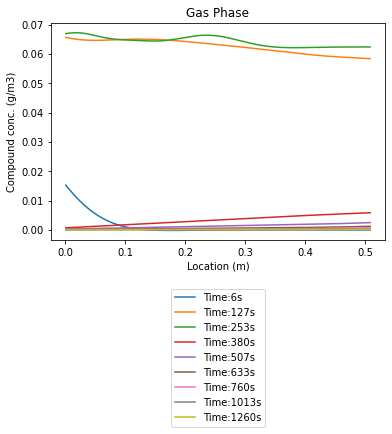 Gas Phase
Compound conc. (g/m3)
0.07
0.06
0.05
0.04
0.03
0.02
0.01
0.00
0.0 0.1 0.2 0.3 0.4 0.5
Location (m)
Time:6s
Time:127s
Time:253s
Time:380s
Time:507s
Time:633s
Time:760s
Time:1013s
Time:1260s